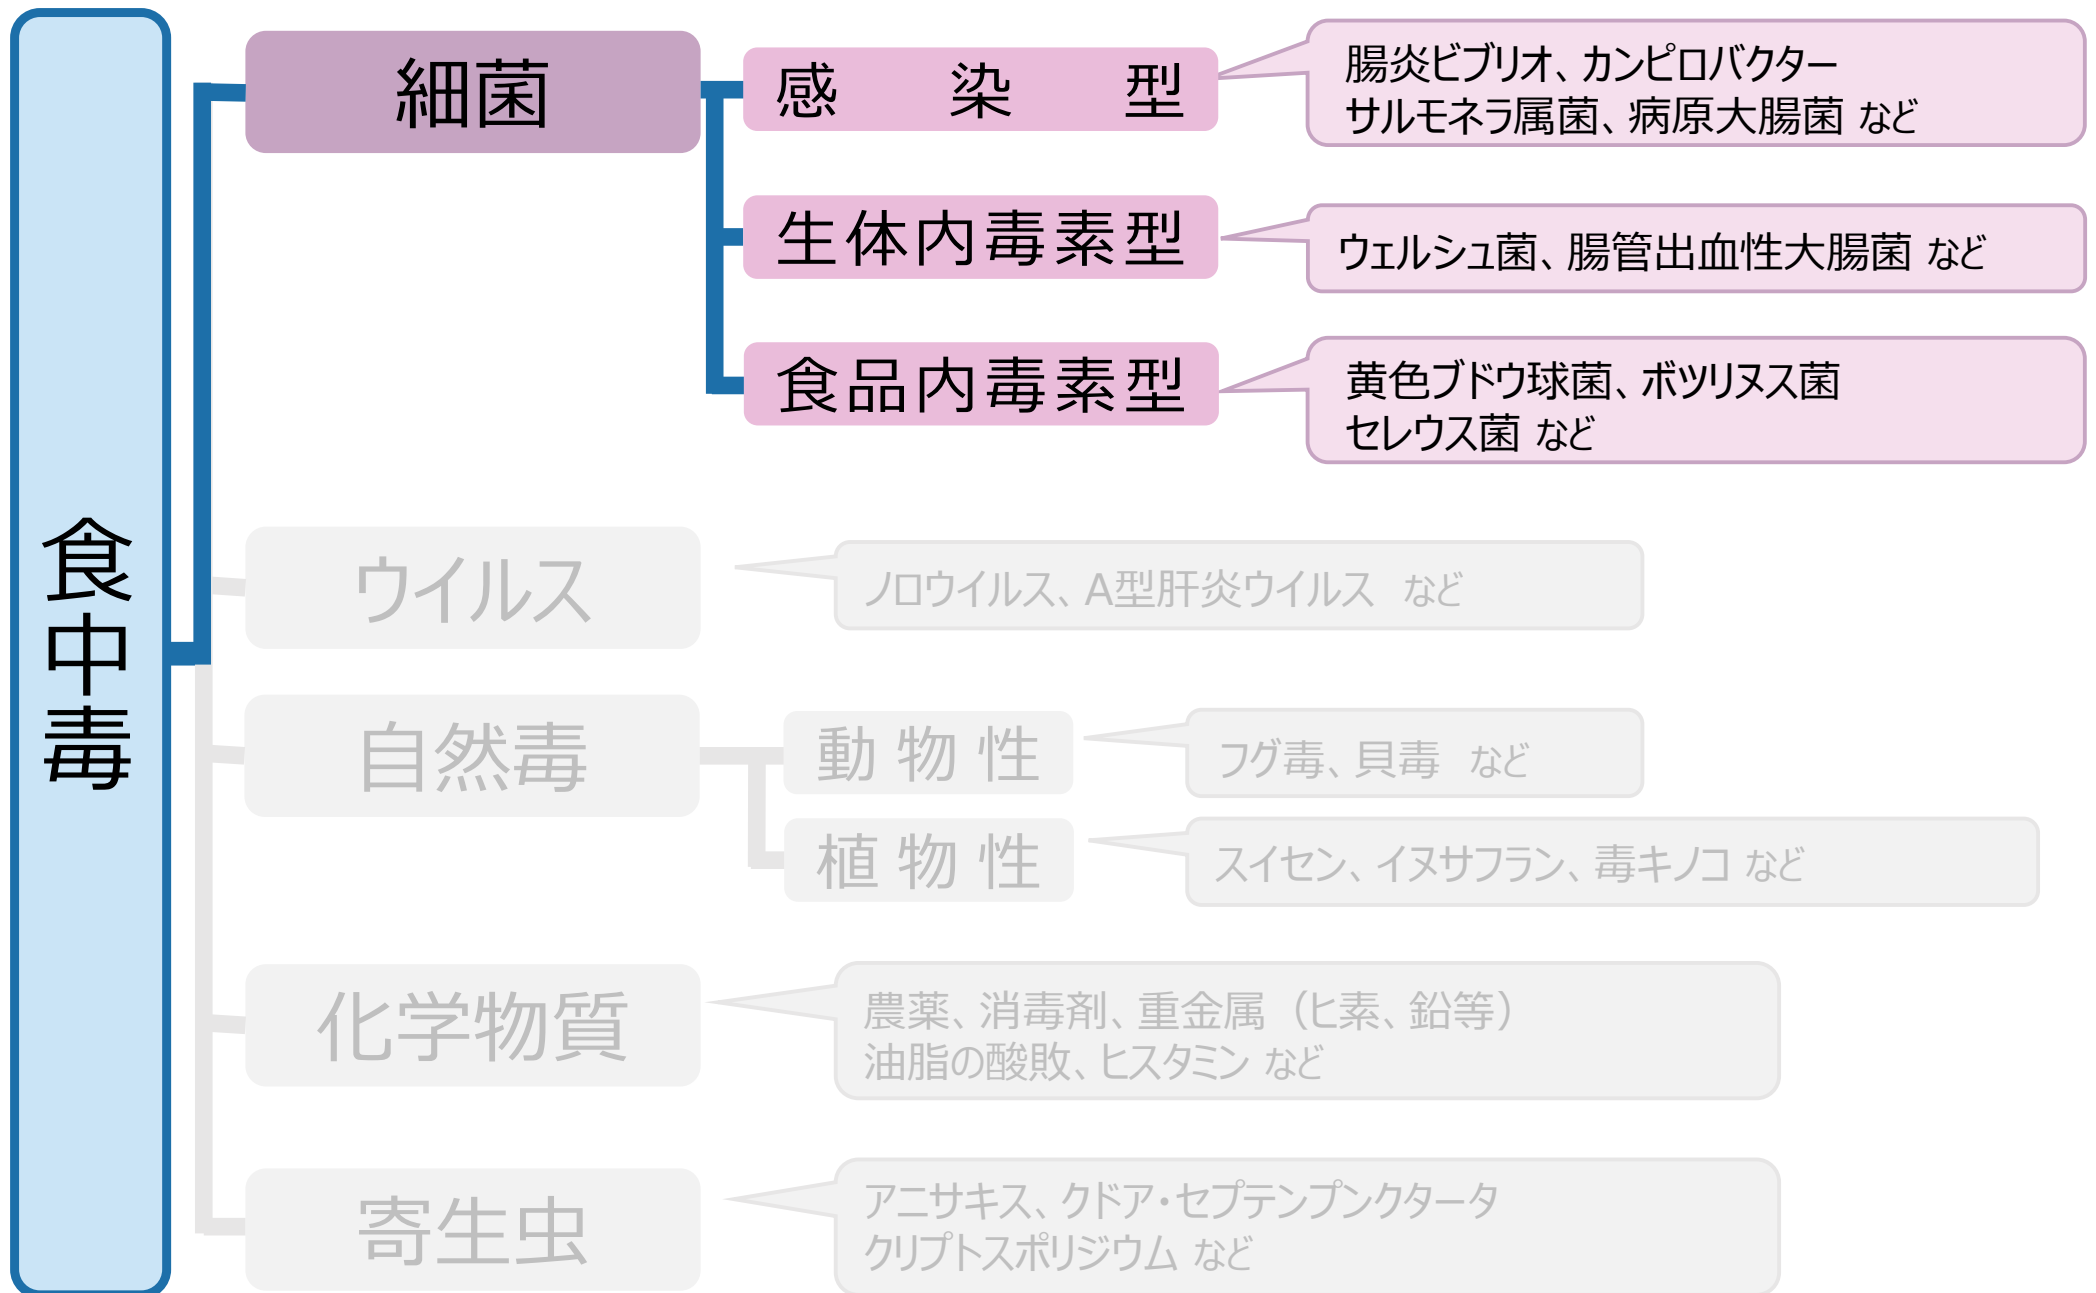 食中毒
細菌
感染型
腸炎ビブリオ、カンピロバクター
サルモネラ属菌、病原大腸菌 など
生体内毒素型
ウェルシュ菌、腸管出血性大腸菌 など
食品内毒素型
黄色ブドウ球菌、ボツリヌス菌
セレウス菌 など
ウイルス
ノロウイルス、A型肝炎ウイルス など
自然毒
動物性
フグ毒、貝毒 など
植物性
スイセン、イヌサフラン、毒キノコ など
化学物質
農薬、消毒剤、重金属（ヒ素、鉛等）
油脂の酸敗、ヒスタミン など
寄生虫
アニサキス、クドア・セプテンプンクタータ
クリプトスポリジウム など